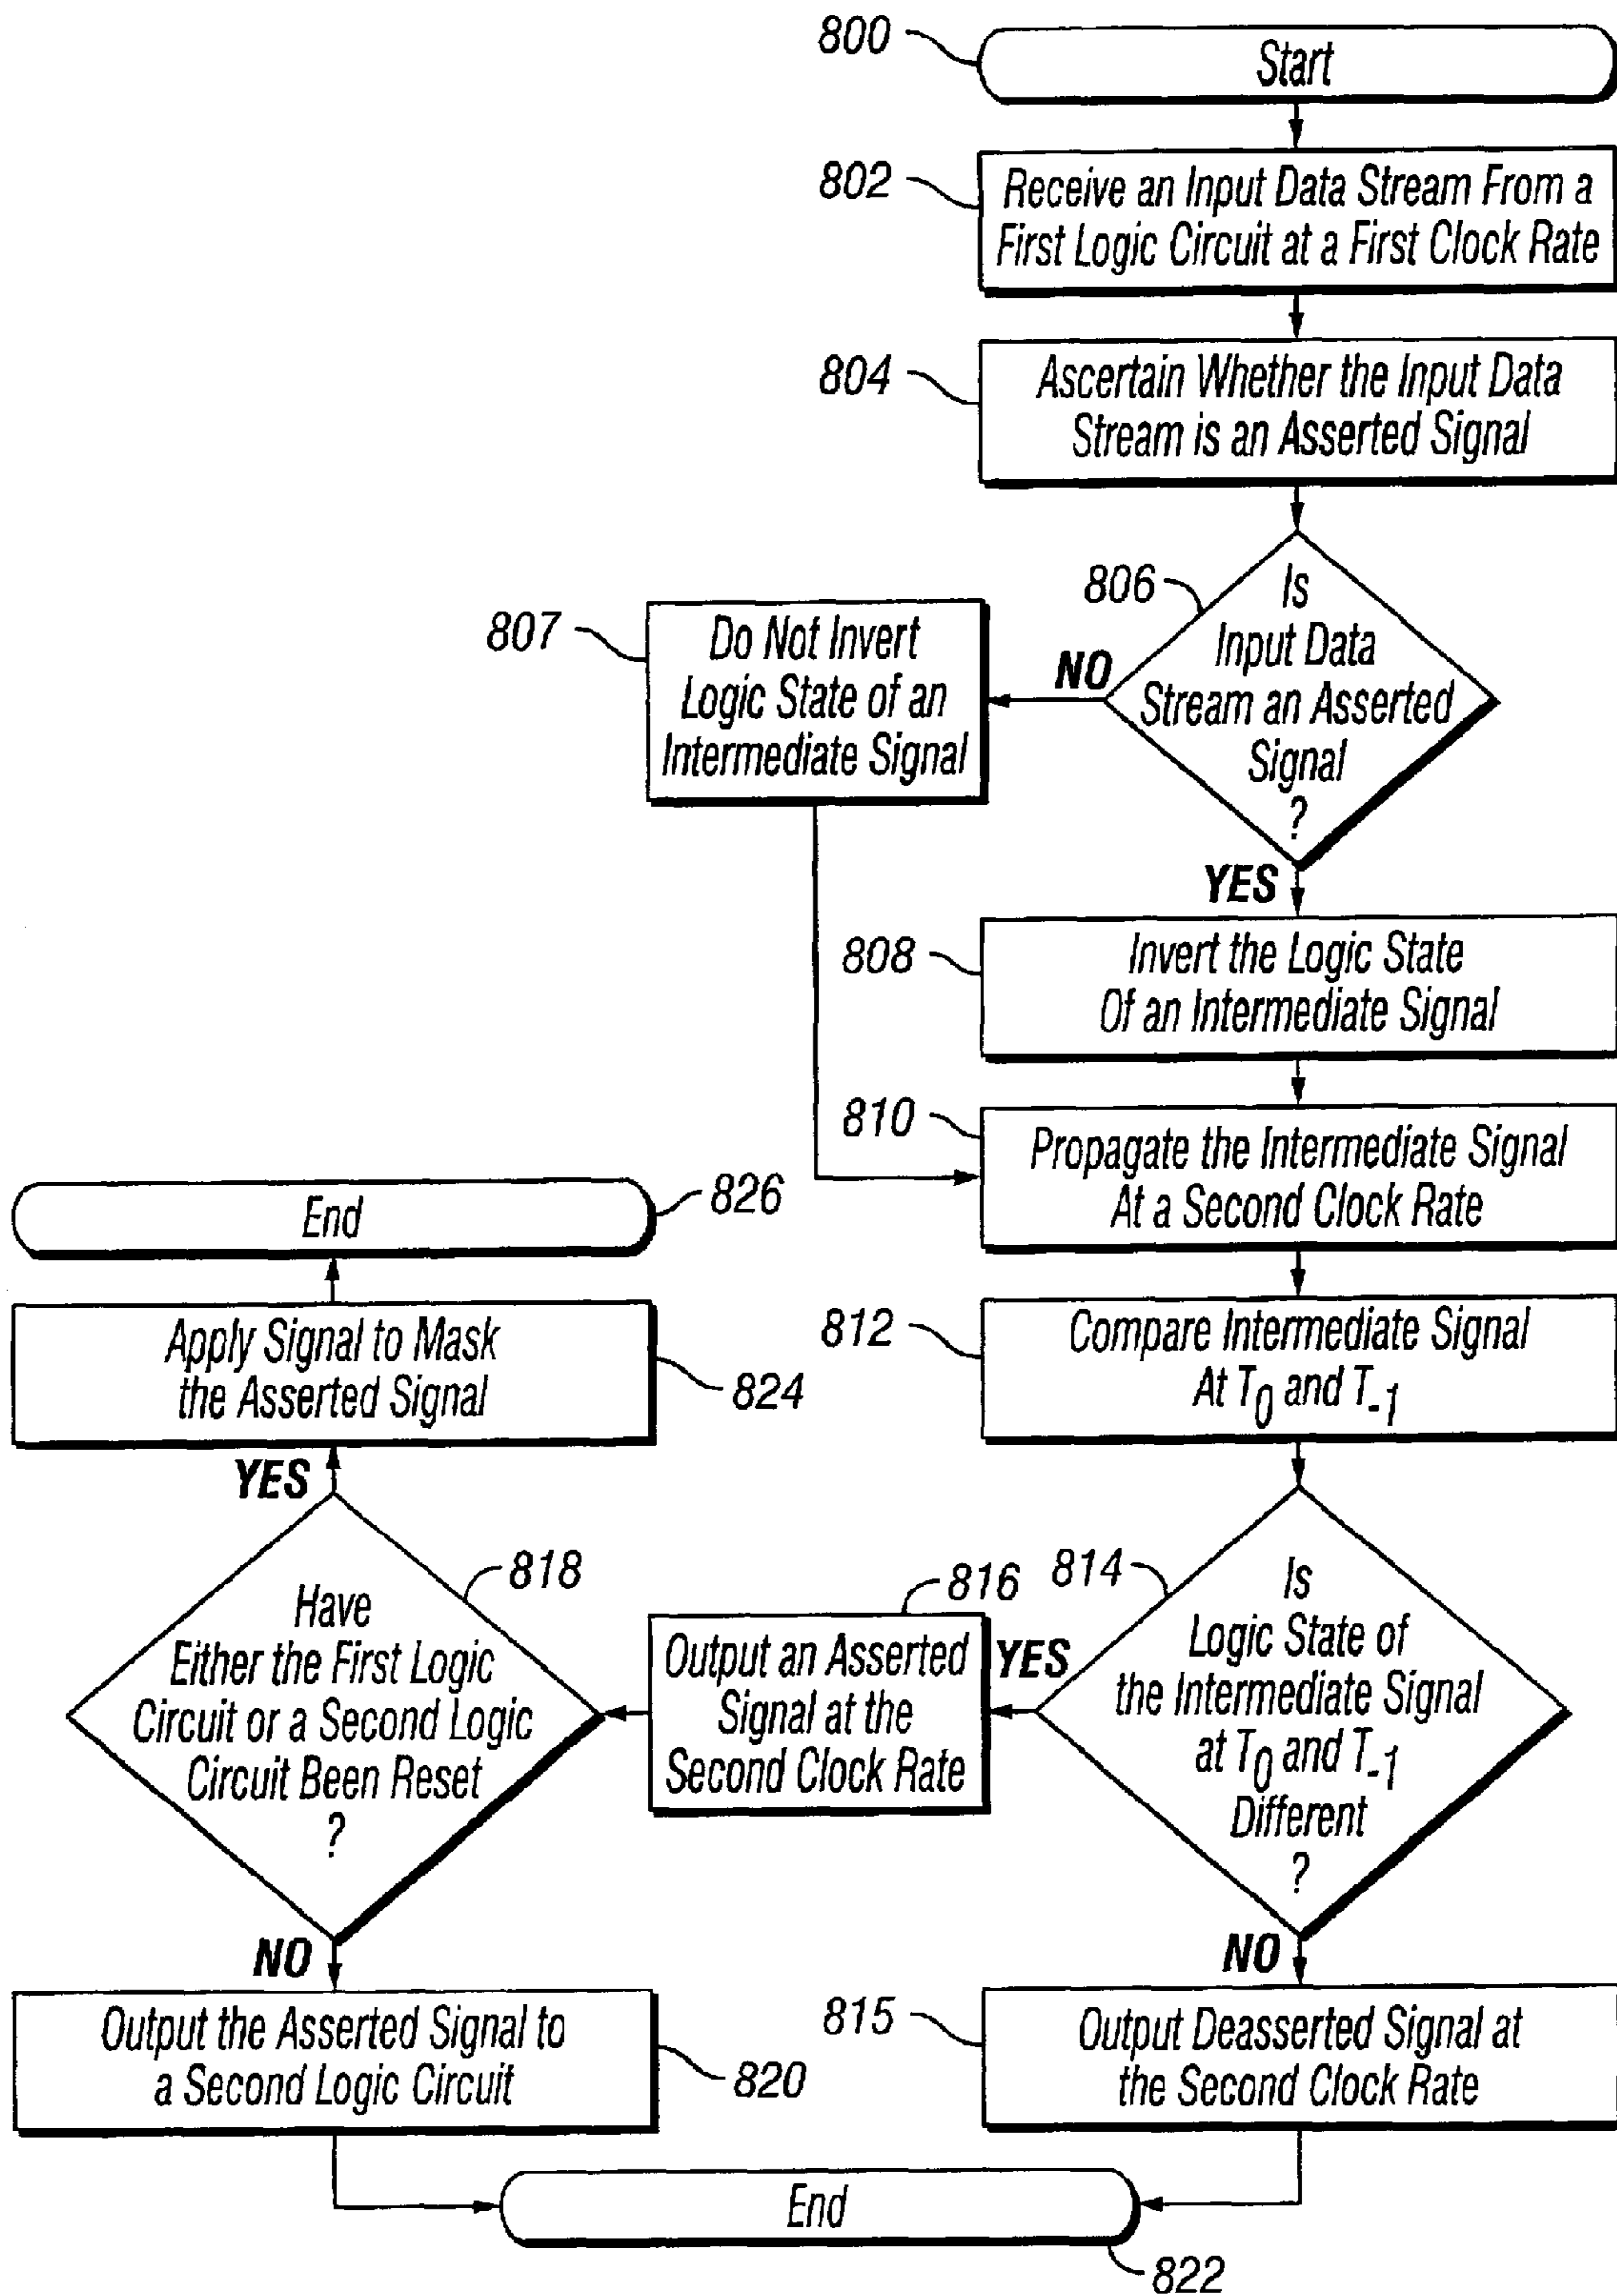 800
Start
802
Receive an Input Data Stream From a
First Logic Circuit at a First Clock Rate
804
Ascertain Whether the Input Data
Stream is an Asserted Signal
806
Is
Input Data
Stream an Asserted
Signal
?
NO
807
Do Not Invert
Logic State of an
Intermediate Signal
YES
808
Invert the Logic State
Of an Intermediate Signal
810
Propagate the Intermediate Signal
At a Second Clock Rate
812
Compare Intermediate Signal
At T0 and T-1
814
Is
Logic State of
the Intermediate Signal
at T0 and T-1
Different
?
YES
816
Output an Asserted
Signal at the
Second Clock Rate
NO
815
Output Deasserted Signal at
the Second Clock Rate
818
Have
Either the First Logic
Circuit or a Second Logic
Circuit Been Reset
?
YES
824
Apply Signal to Mask
the Asserted Signal
End
826
NO
Output the Asserted Signal to
a Second Logic Circuit
820
End
822